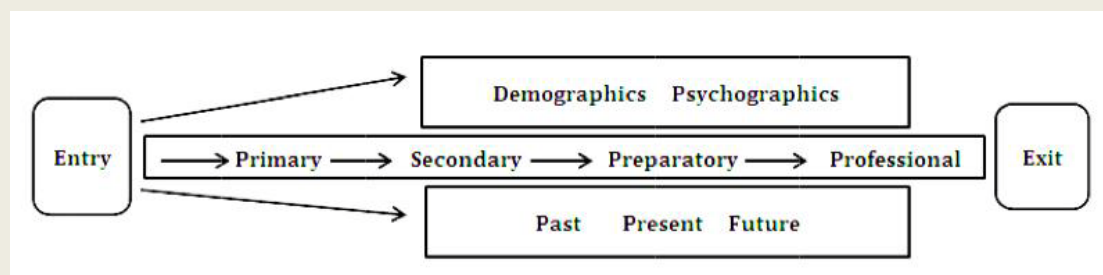 Demographics Psychographics
Entry Primary Secondary Preparatory Professional Exit
Past Present Future